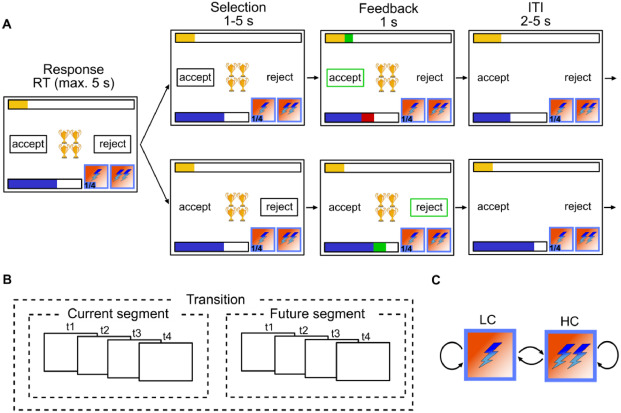 A
Response
RT (max. 5 s)
accept
reject
1/4
Selection
1-5 s
accept
reject
1/4
Feedback
1 s
accept
reject
1/4
ITI
2-5 s
accept
reject
1/4
accept
reject
1/4
accept
reject
1/4
accept
reject
1/4
B
Transition
Current segment
t1
t2
t3
t4
Future segment
t1
t2
t3
t4
C
LC
HC